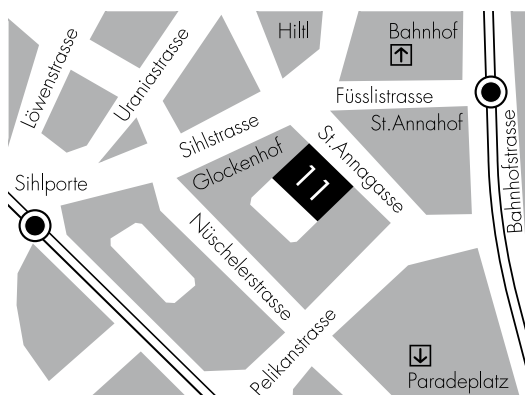 Hiltl
Bahnhof
Löwenstrasse
Uraniastrasse
Füsslistrasse
St.Annahof
Sihlstrasse
Glockenhof
St.Annagasse
11
Bahnhofstrasse
Sihlporte
Nüschelerstrasse
Pelikanstrasse
Paradeplatz